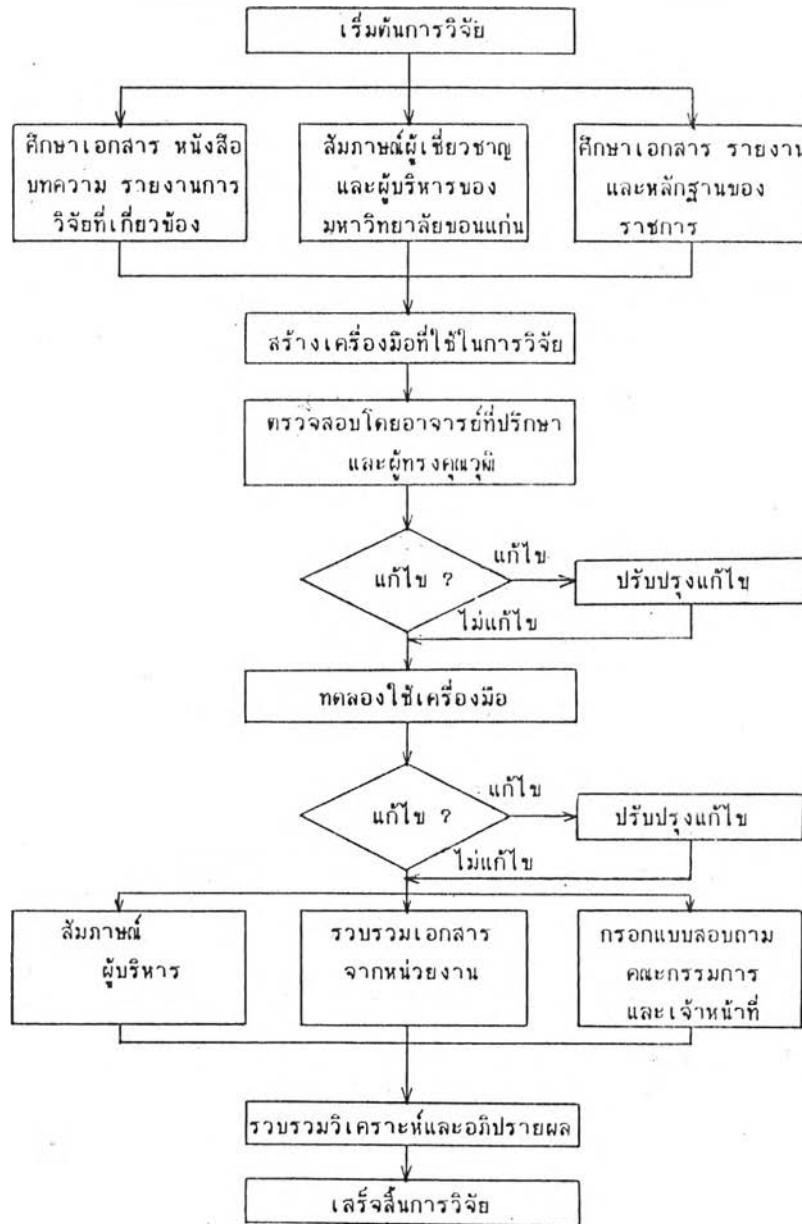 เริ่มต้นการวิจัย
ศึกษาเอกสาร หนังสือ
บทความ รายงานการ
วิจัยที่เกี่ยวข้อง
สัมภาษณ์ผู้เชี่ยวชาญ
และผู้บริหารของ
มหาวิทยาลัยขอนแก่น
ศึกษาเอกสาร รายงาน
และหลักฐานของ
ราชการ
สร้างเครื่องมือที่ใช้ในการวิจัย
ตรวจสอบโดยอาจารย์ที่ปรึกษา
และผู้ทรงคุณวุฒิ
แก้ไข ?
แก้ไข
ปรับปรุงแก้ไข
ไม่แก้ไข
ทดลองใช้เครื่องมือ
แก้ไข ?
แก้ไข
ปรับปรุงแก้ไข
ไม่แก้ไข
สัมภาษณ์
ผู้บริหาร
รวบรวมเอกสาร
จากหน่วยงาน
กรอกแบบสอบถาม
คณะกรรมการ
และเจ้าหน้าที่
รวบรวมวิเคราะห์และอภิปรายผล
เสร็จสิ้นการวิจัย